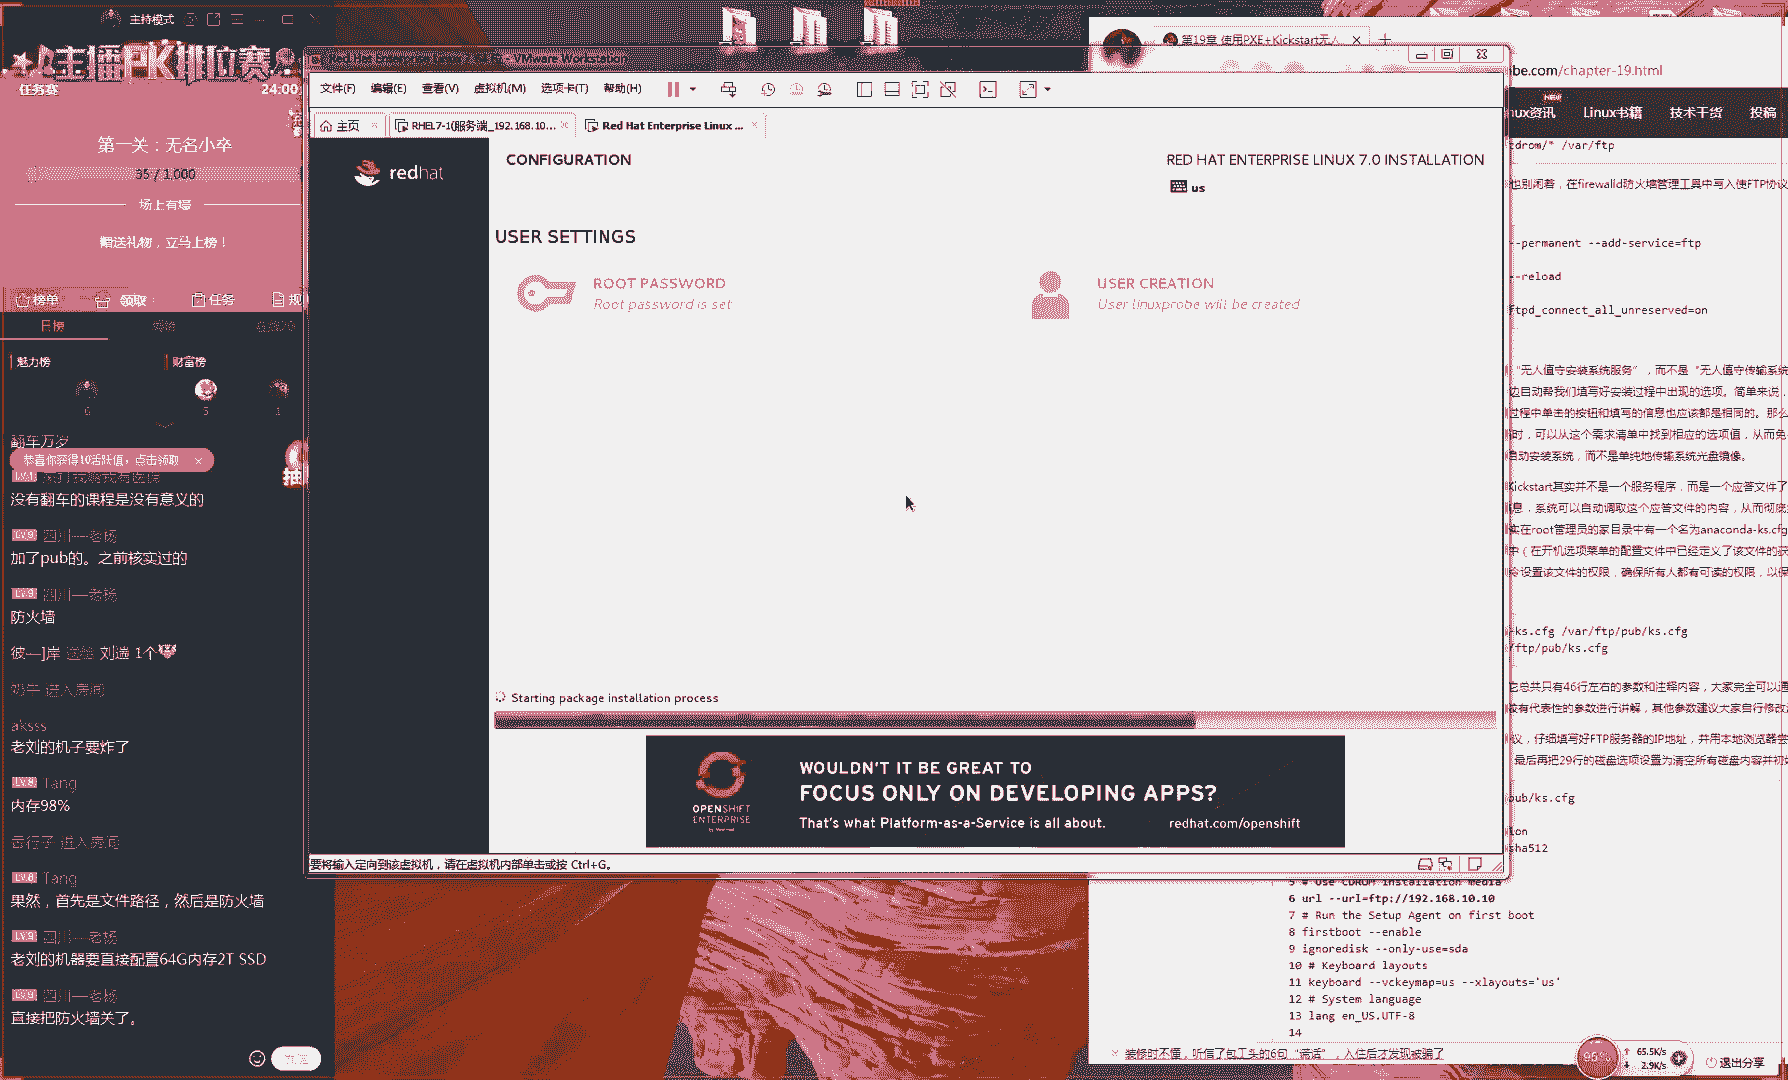 主持模式
主播PK排位赛
任务赛
24:00
第一关：无名小卒
35 / 1,000
场上有壕
赠送礼物，立马上榜！
榜单
领取
任务
规
日榜
魅力榜
财富榜
6
5
1
翻车万岁
恭喜你获得10活跃值，点击领取
没有翻车的课程是没有意义的
LV.9 四川—老杨
加了pub的。之前核实过的
LV.9 四川—老杨
防火墙
彼—]岸 送给 刘遄 1个
奶牛 进入房间
aksss
老刘的机子要炸了
LV.8 Tang
内存98%
云行子 进入房间
LV.8 Tang
果然，首先是文件路径，然后是防火墙
LV.9 四川—老杨
老刘的机器要直接配置64G内存2T SSD
LV.9 四川—老杨
直接把防火墙关了。
发送
Red Hat Enterprise Linux - VMware Workstation
文件(F)
编辑(E)
查看(V)
虚拟机(M)
选项卡(T)
帮助(H)
主页
RHEL7-1(服务端_192.168.10...
Red Hat Enterprise Linux ...
redhat
CONFIGURATION
RED HAT ENTERPRISE LINUX 7.0 INSTALLATION
us
USER SETTINGS
ROOT PASSWORD
Root password is set
USER CREATION
User linuxprobe will be created
Starting package installation process
OPENSHIFT
ENTERPRISE
WOULDN'T IT BE GREAT TO
FOCUS ONLY ON DEVELOPING APPS?
That's what Platform-as-a-Service is all about.
redhat.com/openshift
要将输入定向到该虚拟机，请在虚拟机内部单击或按 Ctrl+G。
第19章 使用PXE+Kickstart无人
be.com/chapter-19.html
nux资讯
NEW
Linux书籍
技术干货
投稿
cdrom/* /var/ftp
也别闲着，在firewalld防火墙管理工具中写入使FTP协议
--permanent --add-service=ftp
--reload
ftpd_connect_all_unreserved=on
“无人值守安装系统服务”，而不是“无人值守传输系统
边自动帮我们填写好安装过程中出现的选项。简单来说，
过程中单击的按钮和填写的信息也应该都是相同的。那么
时，可以从这个需求清单中找到相应的选项值，从而免
自动安装系统，而不是单纯地传输系统光盘镜像。
Kickstart其实并不是一个服务程序，而是一个应答文件了
息，系统可以自动调取这个应答文件的内容，从而彻底
实在root管理员的家目录中有一个名为anaconda-ks.cfg
中（在开机选项菜单的配置文件中已经定义了该文件的获
令设置该文件的权限，确保所有人都有可读的权限，以保
-ks.cfg /var/ftp/pub/ks.cfg
ftp/pub/ks.cfg
它总共只有46行左右的参数和注释内容，大家完全可以通
较有代表性的参数进行讲解，其他参数建议大家自行修改
议，仔细填写好FTP服务器的IP地址，并用本地浏览器尝
最后再把29行的磁盘选项设置为清空所有磁盘内容并初始
pub/ks.cfg
ion
sha512
5 # Use CDROM installation media
6 url --url=ftp://192.168.10.10
7 # Run the Setup Agent on first boot
8 firstboot --enable
9 ignoredisk --only-use=sda
10 # Keyboard layouts
11 keyboard --vckeymap=us --xlayouts='us'
12 # System language
13 lang en_US.UTF-8
14
装修时不懂，听信了包工头的6句“谎话”，入住后才发现被骗了
96%
65.5K/s
2.9K/s
退出分享